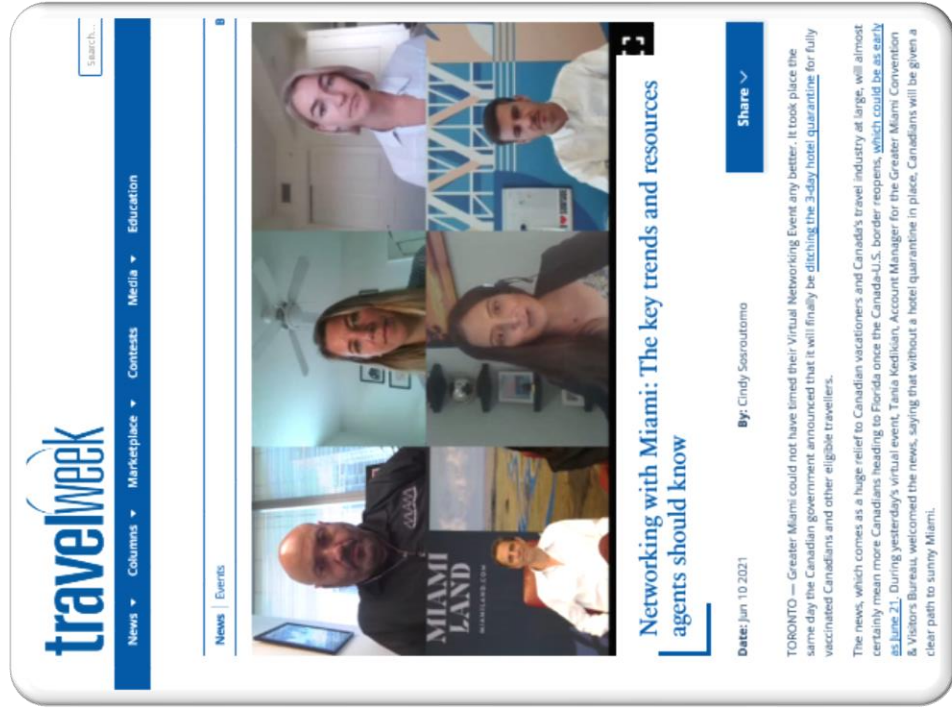 travelweek
Search...
News Columns Marketplace Contests Media Education
News | Events
MIAMI
LAND
MIAMILAND.COM
Networking with Miami: The key trends and resources
agents should know
Date: Jun 10 2021 By: Cindy Sosroutomo Share
TORONTO — Greater Miami could not have timed their Virtual Networking Event any better. It took place the
same day the Canadian government announced that it will finally be ditching the 3-day hotel quarantine for fully
vaccinated Canadians and other eligible travellers.
The news, which comes as a huge relief to Canadian vacationers and Canada's travel industry at large, will almost
certainly mean more Canadians heading to Florida once the Canada-U.S. border reopens, which could be as early
as June 21. During yesterday's virtual event, Tania Kedikian, Account Manager for the Greater Miami Convention
& Visitors Bureau, welcomed the news, saying that without a hotel quarantine in place, Canadians will be given a
clear path to sunny Miami.